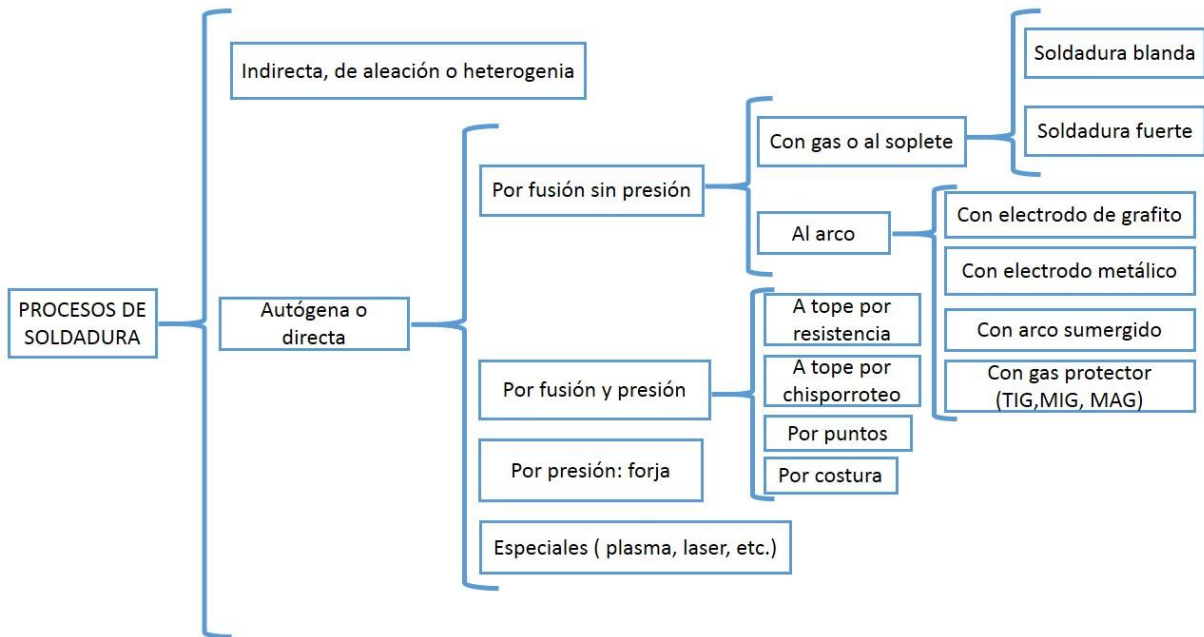 PROCESOS DE
SOLDADURA
Indirecta, de aleación o heterogenia
Autógena o
directa
Por fusión sin presión
Con gas o al soplete
Soldadura blanda
Soldadura fuerte
Al arco
Con electrodo de grafito
Con electrodo metálico
Con arco sumergido
Con gas protector
(TIG,MIG, MAG)
Por fusión y presión
A tope por
resistencia
A tope por
chisporroteo
Por puntos
Por costura
Por presión: forja
Especiales ( plasma, laser, etc.)